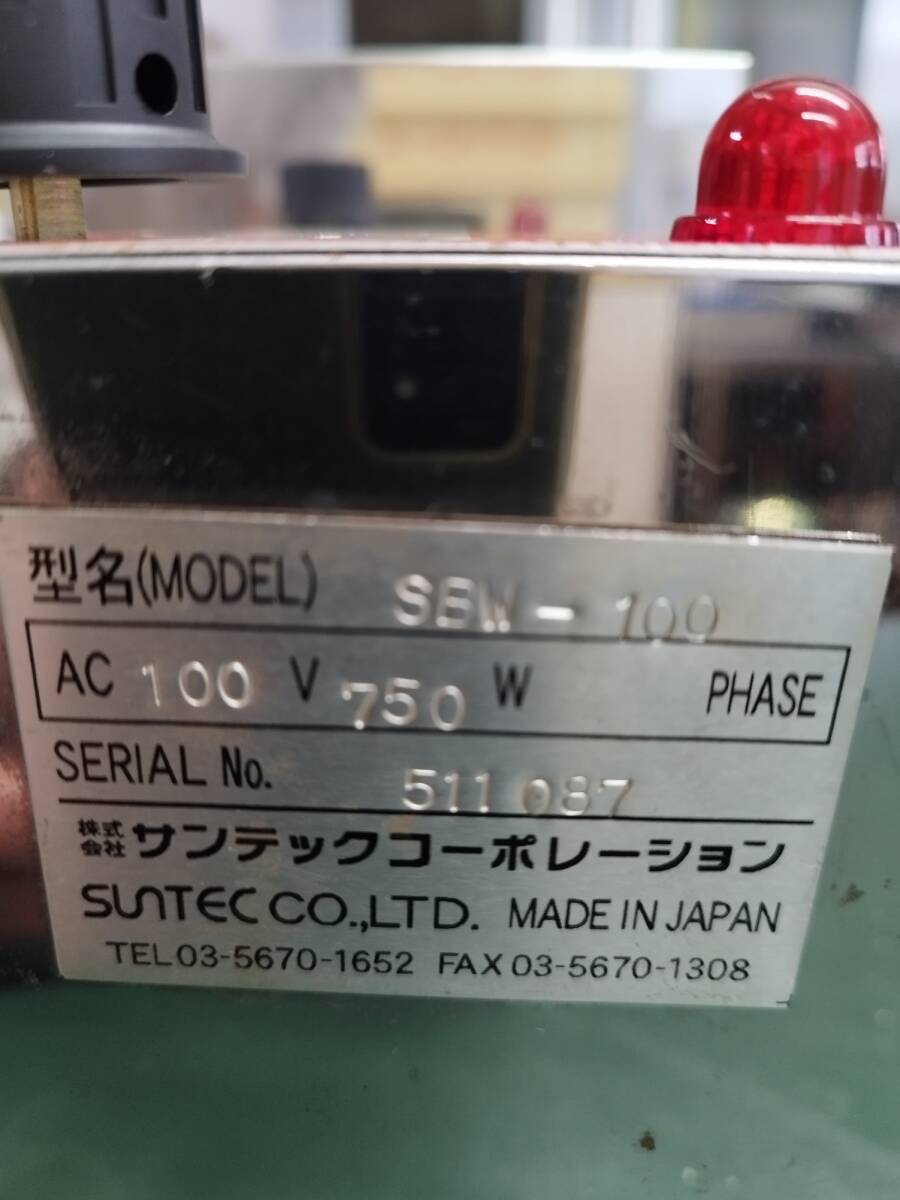 型名(MODEL) SBW-100
AC 100 V 750 W PHASE
SERIAL No. 511087
株式会社 サンテックコーポレーション
SUNTEC CO.,LTD. MADE IN JAPAN
TEL 03-5670-1652 FAX 03-5670-1308